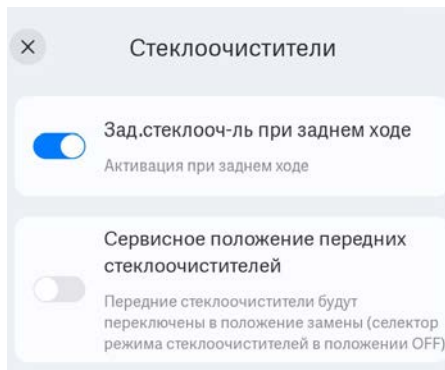 Стеклоочистители
Зад.стеклооч-ль при заднем ходе
Активация при заднем ходе
Сервисное положение передних
стеклоочистителей
Передние стеклоочистители будут
переключены в положение замены (селектор
режима стеклоочистителей в положении OFF)